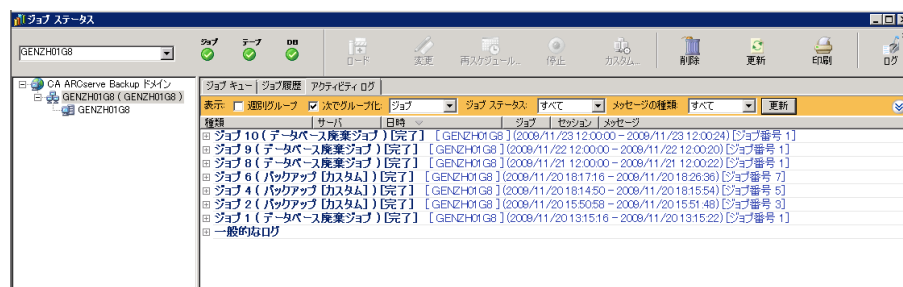 ジョブ ステータス
GENZH01G8
ジョブ テープ DB
ロード 変更 再スケジュール... 停止 カスタム... 削除 更新 印刷 ログ
CA ARCserve Backup ドメイン
GENZH01G8 ( GENZH01G8 )
GENZH01G8
ジョブ キュー ジョブ履歴 アクティビティ ログ
表示: 週別グループ 次でグループ化: ジョブ ジョブ ステータス: すべて メッセージの種類: すべて 更新
種類 サーバ 日時 ジョブ セッション メッセージ
ジョブ 10 ( データベース廃棄ジョブ ) [完了] [ GENZH01G8 ] (2009/11/23 12:00:00 - 2009/11/23 12:00:24) [ジョブ番号 1]
ジョブ 9 ( データベース廃棄ジョブ ) [完了] [ GENZH01G8 ] (2009/11/22 12:00:00 - 2009/11/22 12:00:20) [ジョブ番号 1]
ジョブ 8 ( データベース廃棄ジョブ ) [完了] [ GENZH01G8 ] (2009/11/21 12:00:00 - 2009/11/21 12:00:22) [ジョブ番号 1]
ジョブ 6 ( バックアップ [カスタム] ) [完了] [ GENZH01G8 ] (2009/11/20 18:17:16 - 2009/11/20 18:26:36) [ジョブ番号 7]
ジョブ 4 ( バックアップ [カスタム] ) [完了] [ GENZH01G8 ] (2009/11/20 18:14:50 - 2009/11/20 18:15:54) [ジョブ番号 5]
ジョブ 2 ( バックアップ [カスタム] ) [完了] [ GENZH01G8 ] (2009/11/20 15:50:58 - 2009/11/20 15:51:48) [ジョブ番号 3]
ジョブ 1 ( データベース廃棄ジョブ ) [完了] [ GENZH01G8 ] (2009/11/20 13:15:16 - 2009/11/20 13:15:22) [ジョブ番号 1]
一般的なログ